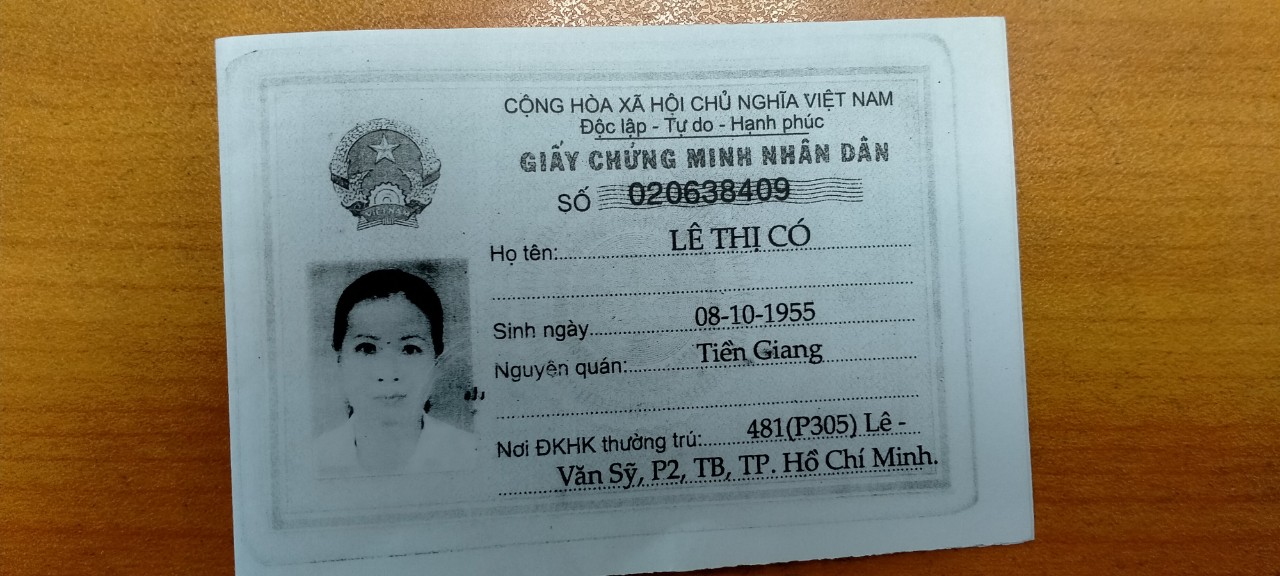 CỘNG HÒA XÃ HỘI CHỦ NGHĨA VIỆT NAM
Độc lập - Tự do - Hạnh phúc
GIẤY CHỨNG MINH NHÂN DÂN
SỐ 020638409
VIỆT NAM
Họ tên: LÊ THỊ CÓ
Sinh ngày 08-10-1955
Nguyên quán: Tiền Giang
Nơi ĐKHK thường trú: 481(P305) Lê -
Văn Sỹ, P2, TB, TP. Hồ Chí Minh.